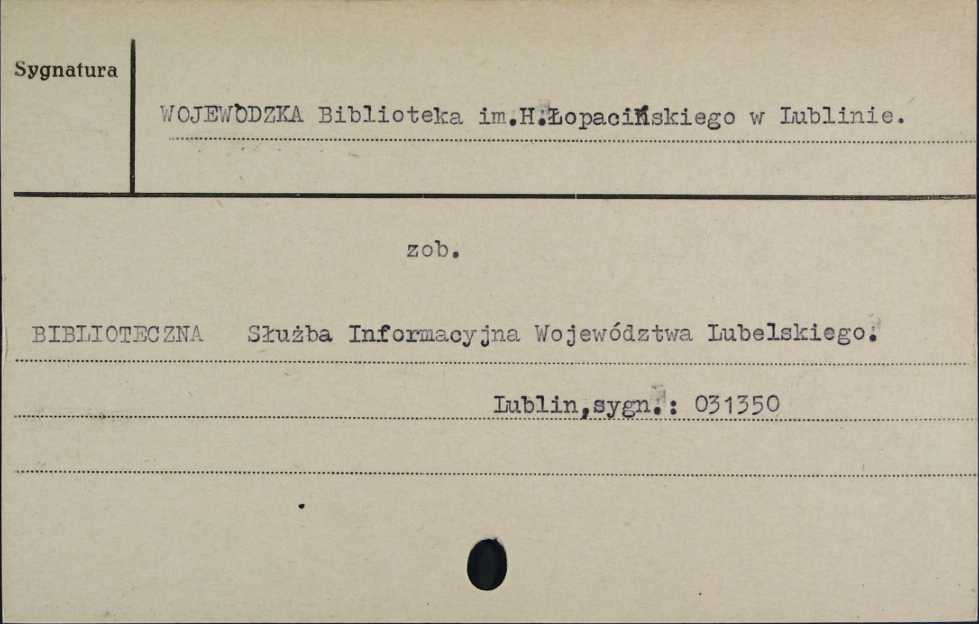 Sygnatura
WOJEWÓDZKA Biblioteka im.H.Łopacińskiego w Lublinie.
zob.
BIBLIOTECZNA Służba Informacyjna Województwa Lubelskiego.
Lublin,sygn.: 031350